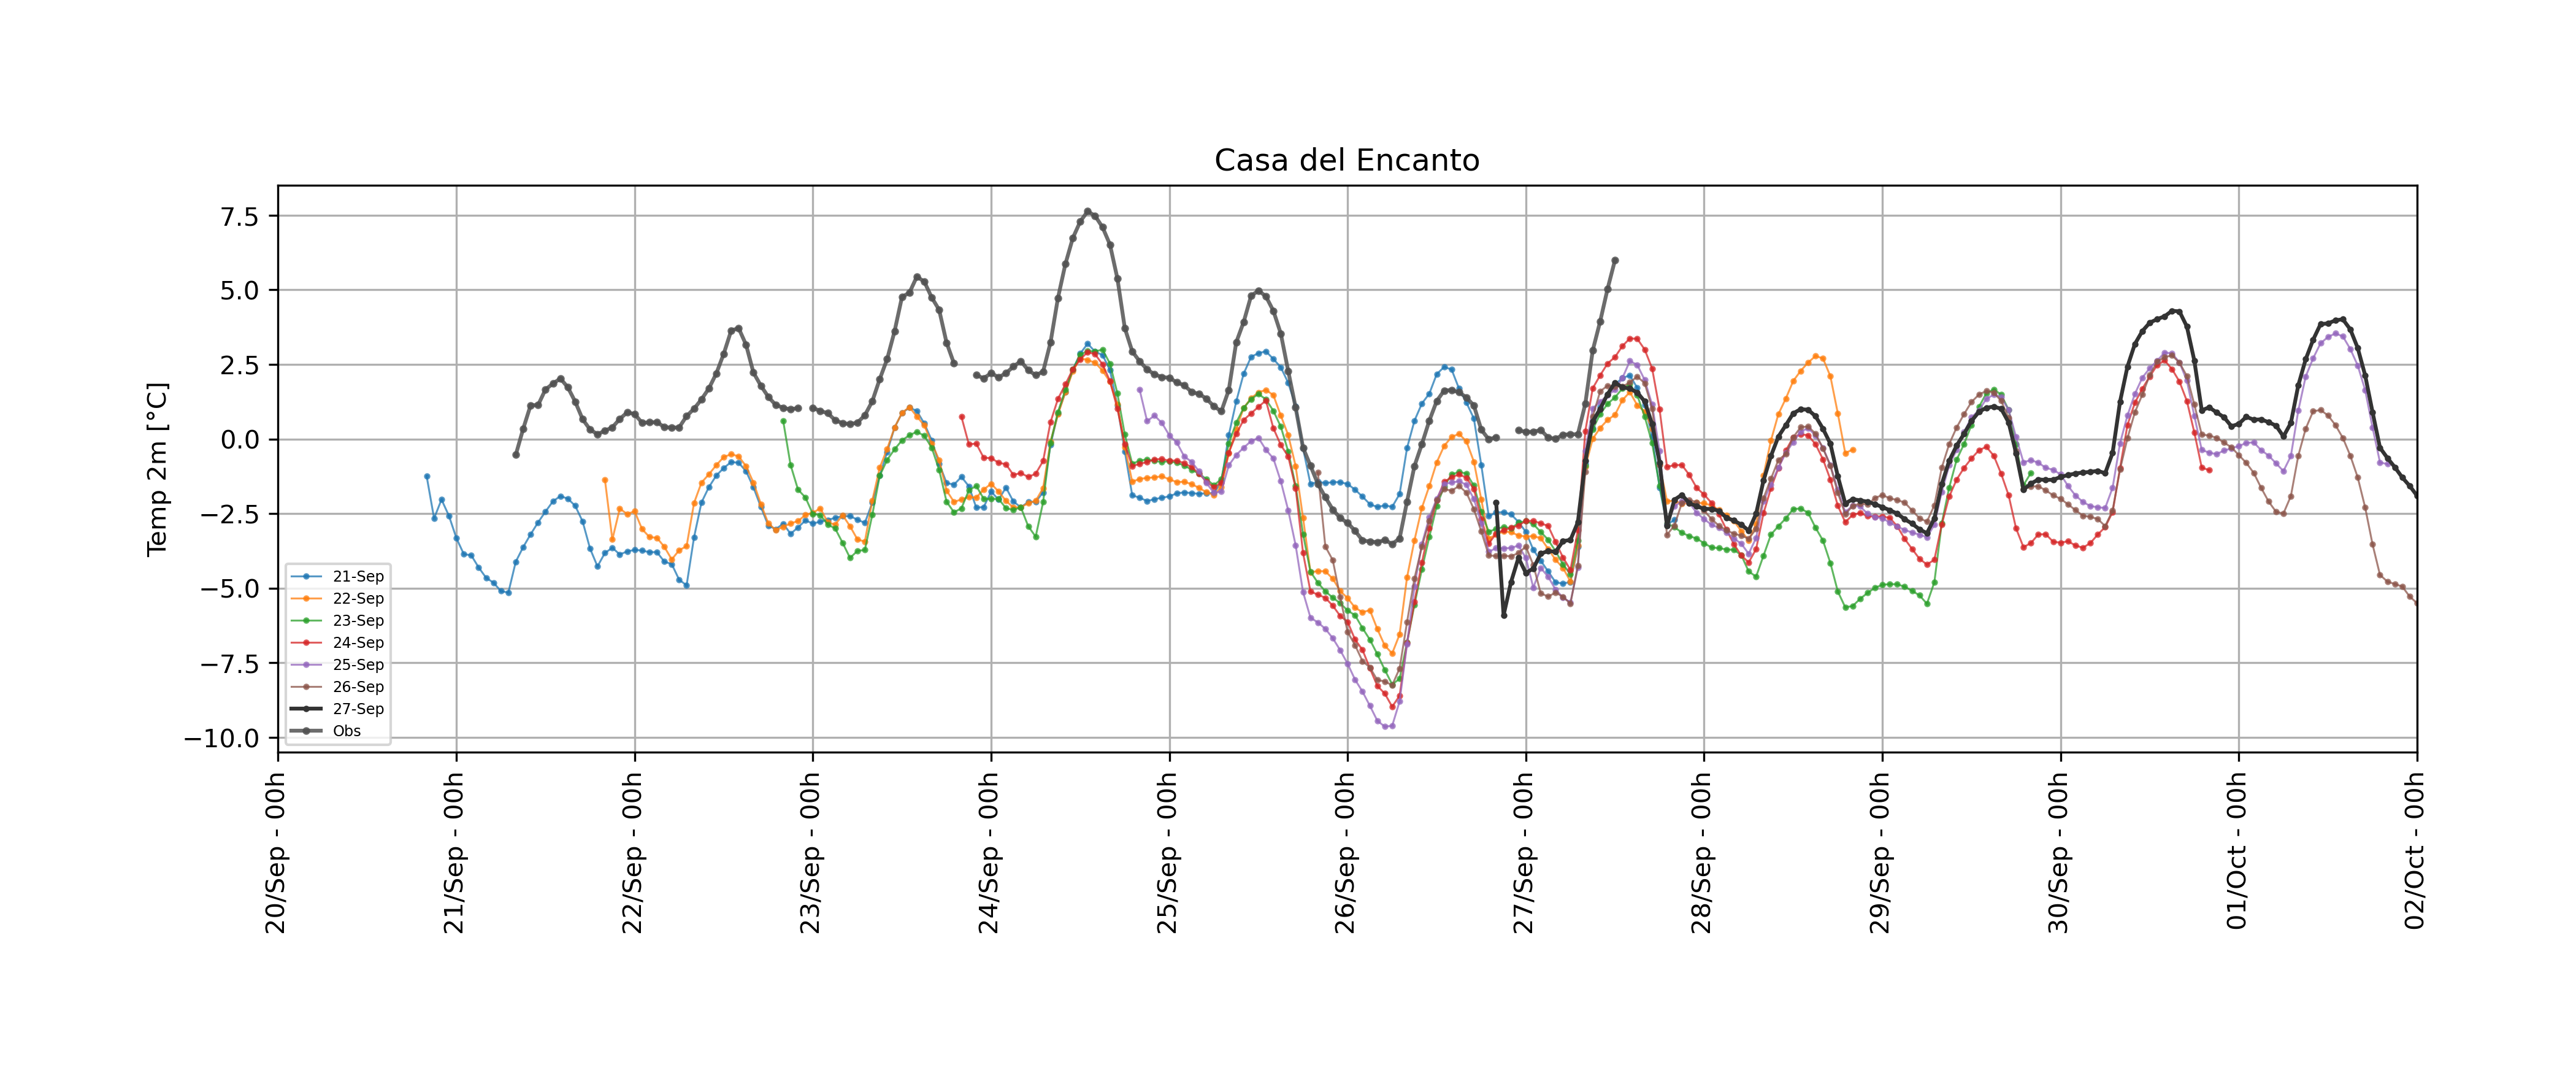 Casa del Encanto
Temp 2m [°C]
7.5
5.0
2.5
0.0
−2.5
−5.0
−7.5
−10.0
21-Sep
22-Sep
23-Sep
24-Sep
25-Sep
26-Sep
27-Sep
Obs
20/Sep - 00h
21/Sep - 00h
22/Sep - 00h
23/Sep - 00h
24/Sep - 00h
25/Sep - 00h
26/Sep - 00h
27/Sep - 00h
28/Sep - 00h
29/Sep - 00h
30/Sep - 00h
01/Oct - 00h
02/Oct - 00h